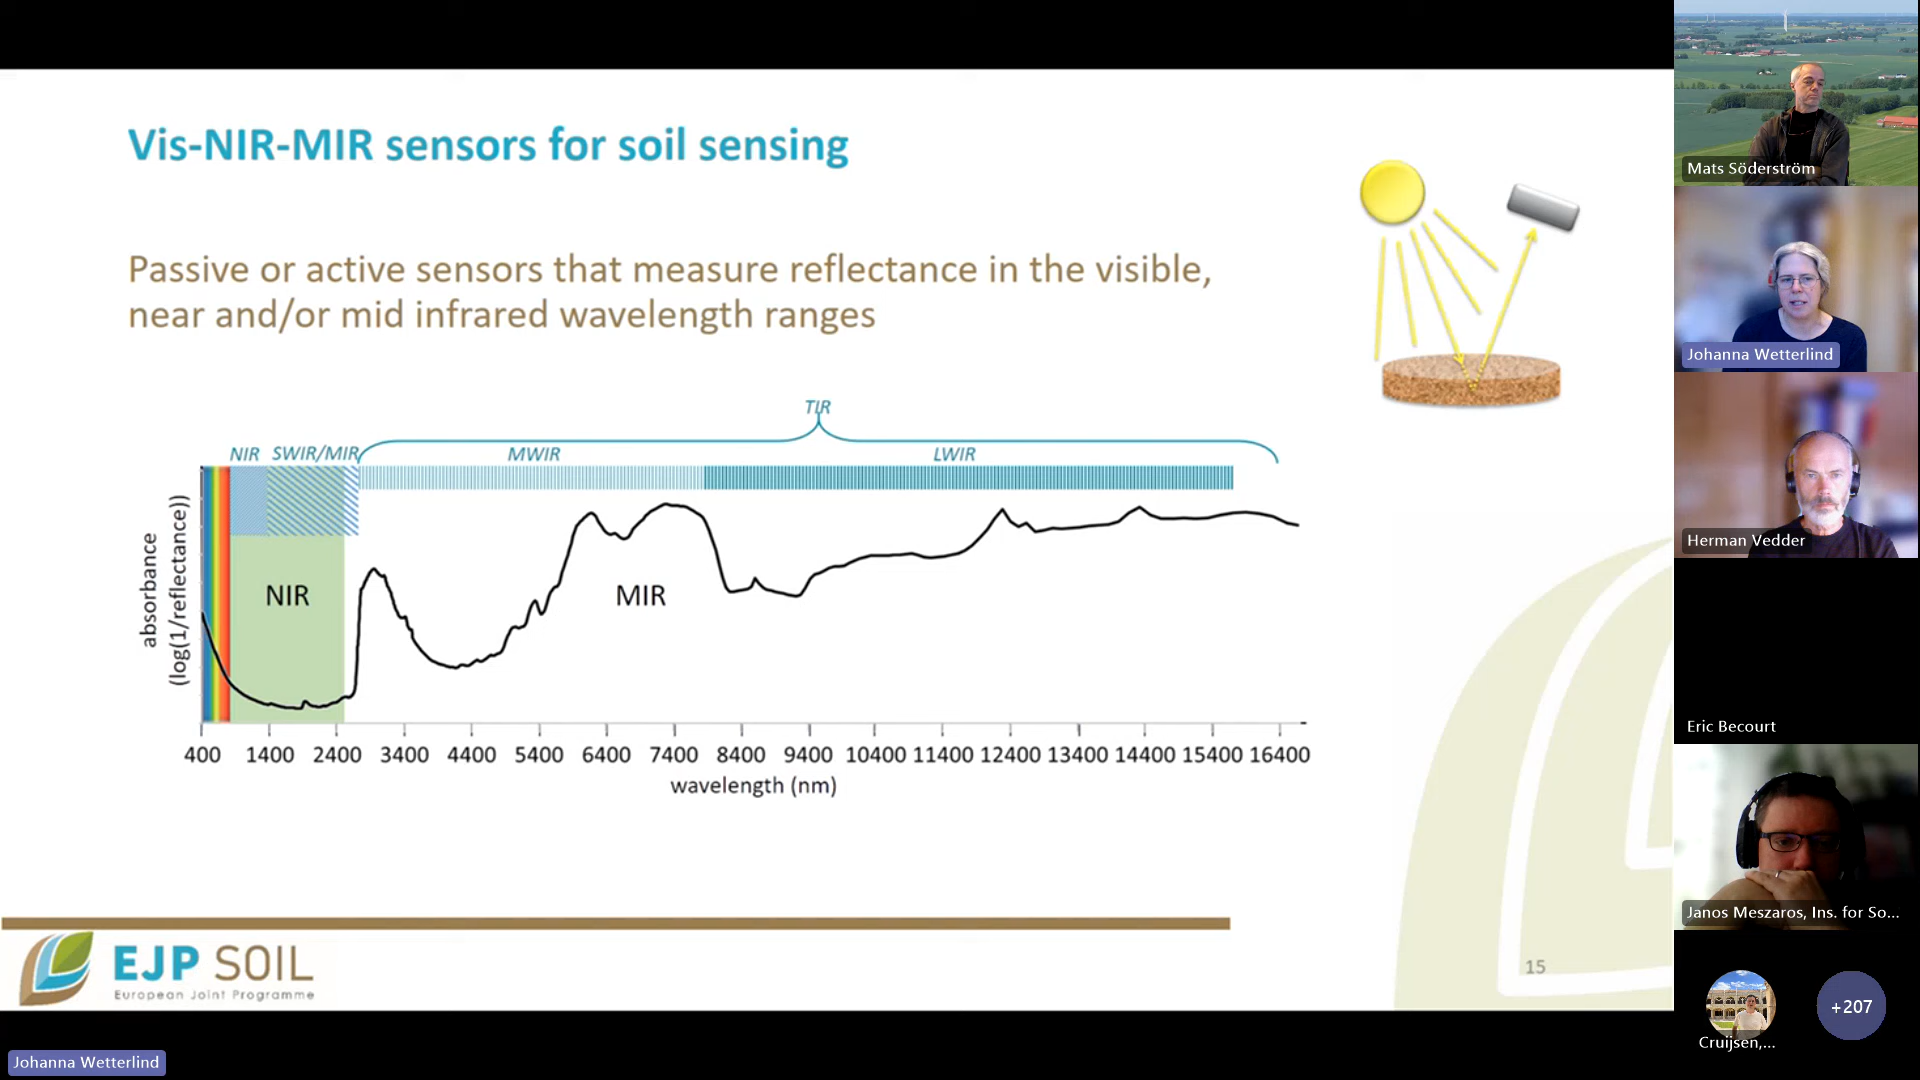 Vis-NIR-MIR sensors for soil sensing
Passive or active sensors that measure reflectance in the visible,
near and/or mid infrared wavelength ranges
TIR
NIR SWIR/MIR MWIR LWIR
absorbance
(log(1/reflectance))
NIR MIR
400 1400 2400 3400 4400 5400 6400 7400 8400 9400 10400 11400 12400 13400 14400 15400 16400
wavelength (nm)
EJP SOIL
European Joint Programme
15
Johanna Wetterlind
Mats Söderström
Johanna Wetterlind
Herman Vedder
Eric Becourt
Janos Meszaros, Ins. for So...
Cruijsen,...
+207